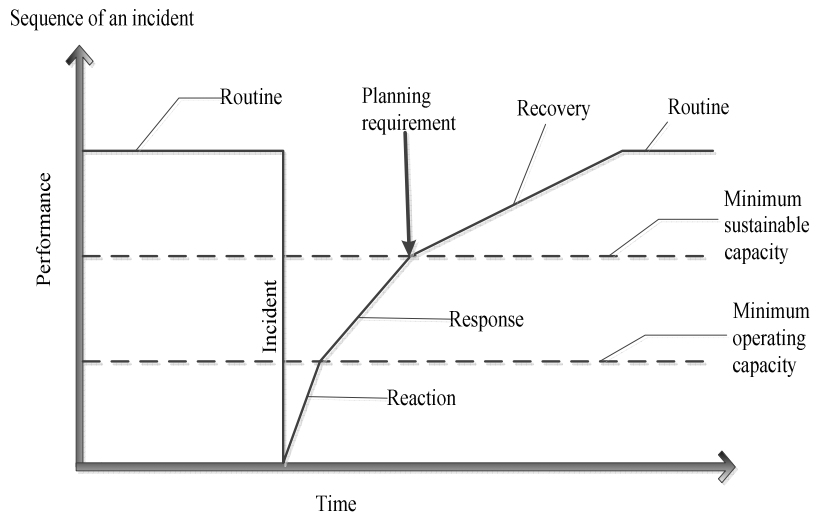 Sequence of an incident
Routine
Planning
requirement
Recovery
Routine
Performance
Incident
Minimum
sustainable
capacity
Response
Minimum
operating
capacity
Reaction
Time